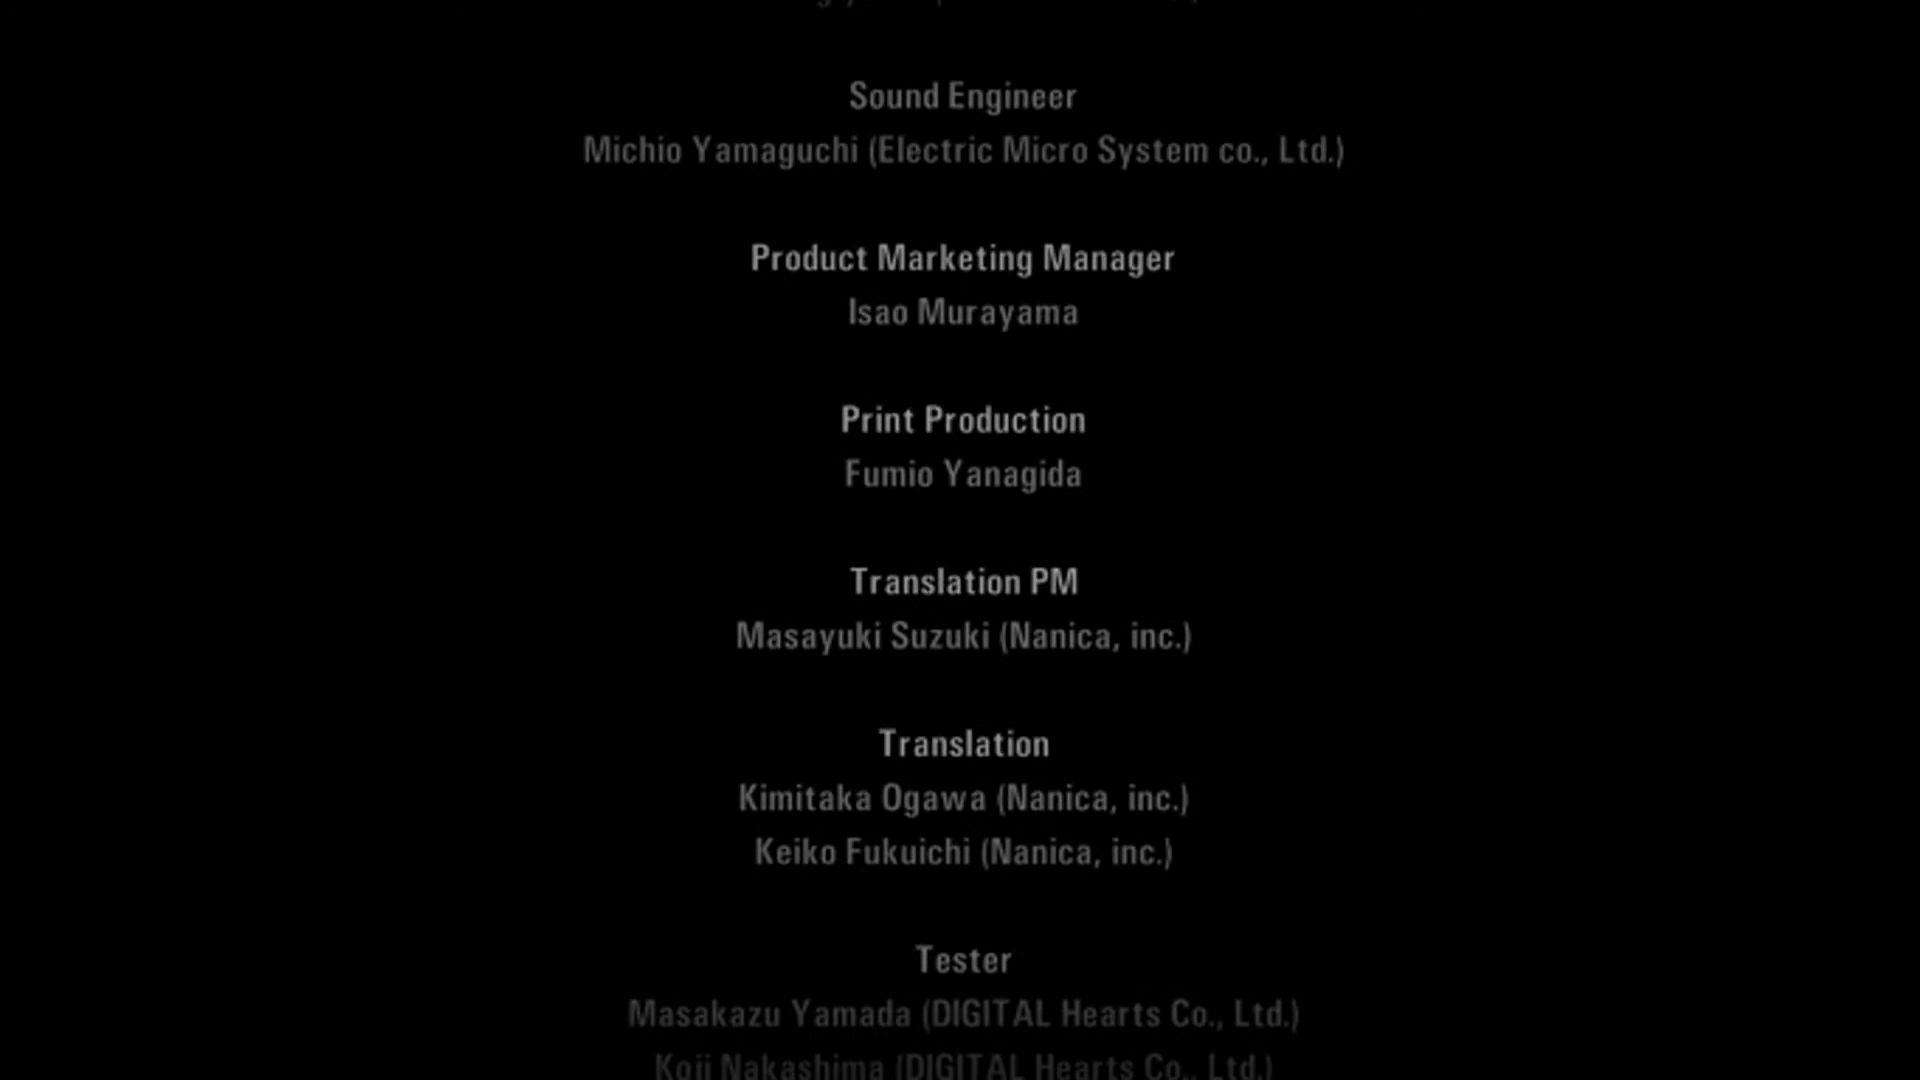 Sound Engineer
Michio Yamaguchi (Electric Micro System co., Ltd.)
Product Marketing Manager
Isao Murayama
Print Production
Fumio Yanagida
Translation PM
Masayuki Suzuki (Nanica, inc.)
Translation
Kimitaka Ogawa (Nanica, inc.)
Keiko Fukuichi (Nanica, inc.)
Tester
Masakazu Yamada (DIGITAL Hearts Co., Ltd.)
Koji Nakashima (DIGITAL Hearts Co., Ltd.)